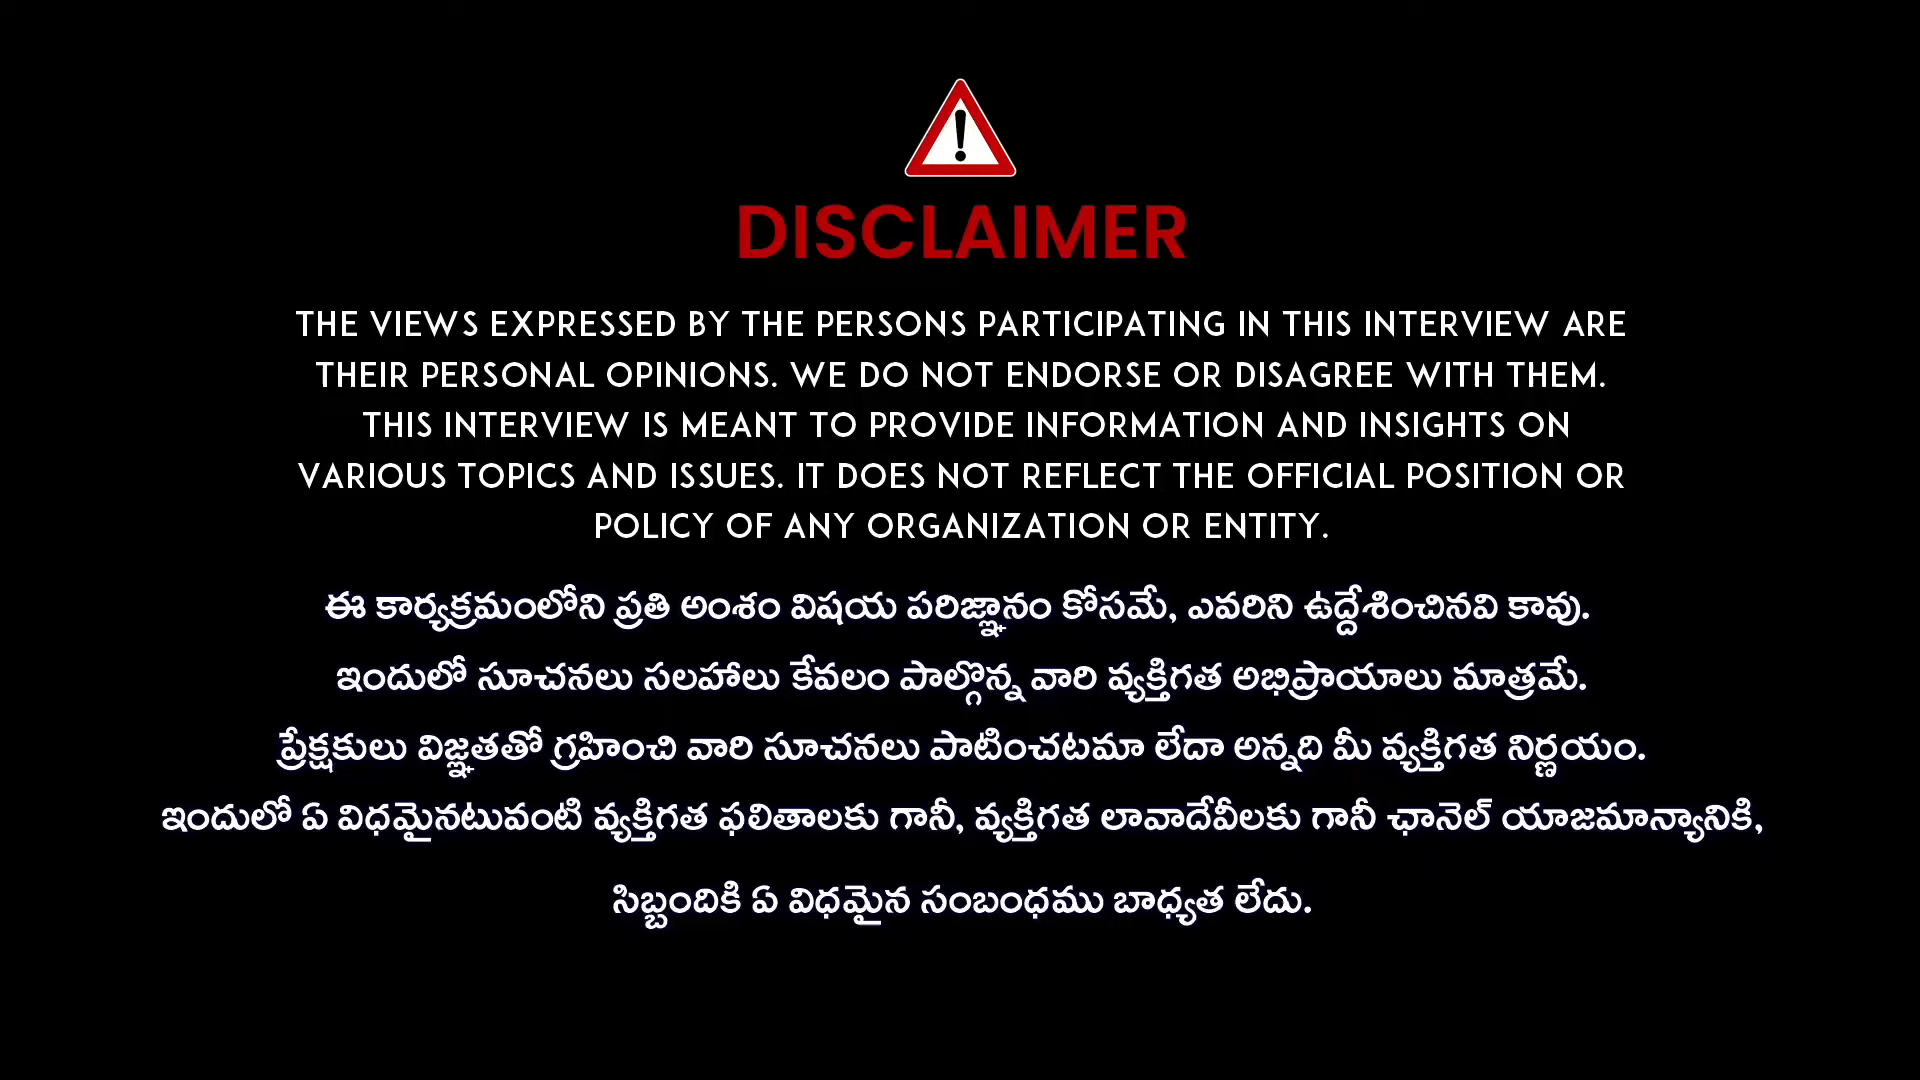 DISCLAIMER
THE VIEWS EXPRESSED BY THE PERSONS PARTICIPATING IN THIS INTERVIEW ARE
THEIR PERSONAL OPINIONS. WE DO NOT ENDORSE OR DISAGREE WITH THEM.
THIS INTERVIEW IS MEANT TO PROVIDE INFORMATION AND INSIGHTS ON
VARIOUS TOPICS AND ISSUES. IT DOES NOT REFLECT THE OFFICIAL POSITION OR
POLICY OF ANY ORGANIZATION OR ENTITY.
ఈ కార్యక్రమంలోని ప్రతి అంశం విషయ పరిజ్ఞానం కోసమే, ఎవరిని ఉద్దేశించినవి కావు.
ఇందులో సూచనలు సలహాలు కేవలం పాల్గొన్న వారి వ్యక్తిగత అభిప్రాయాలు మాత్రమే.
ప్రేక్షకులు విజ్ఞతతో గ్రహించి వారి సూచనలు పాటించటమా లేదా అన్నది మీ వ్యక్తిగత నిర్ణయం.
ఇందులో ఏ విధమైనటువంటి వ్యక్తిగత ఫలితాలకు గానీ, వ్యక్తిగత లావాదేవీలకు గానీ ఛానెల్ యాజమాన్యానికి,
సిబ్బందికి ఏ విధమైన సంబంధము బాధ్యత లేదు.